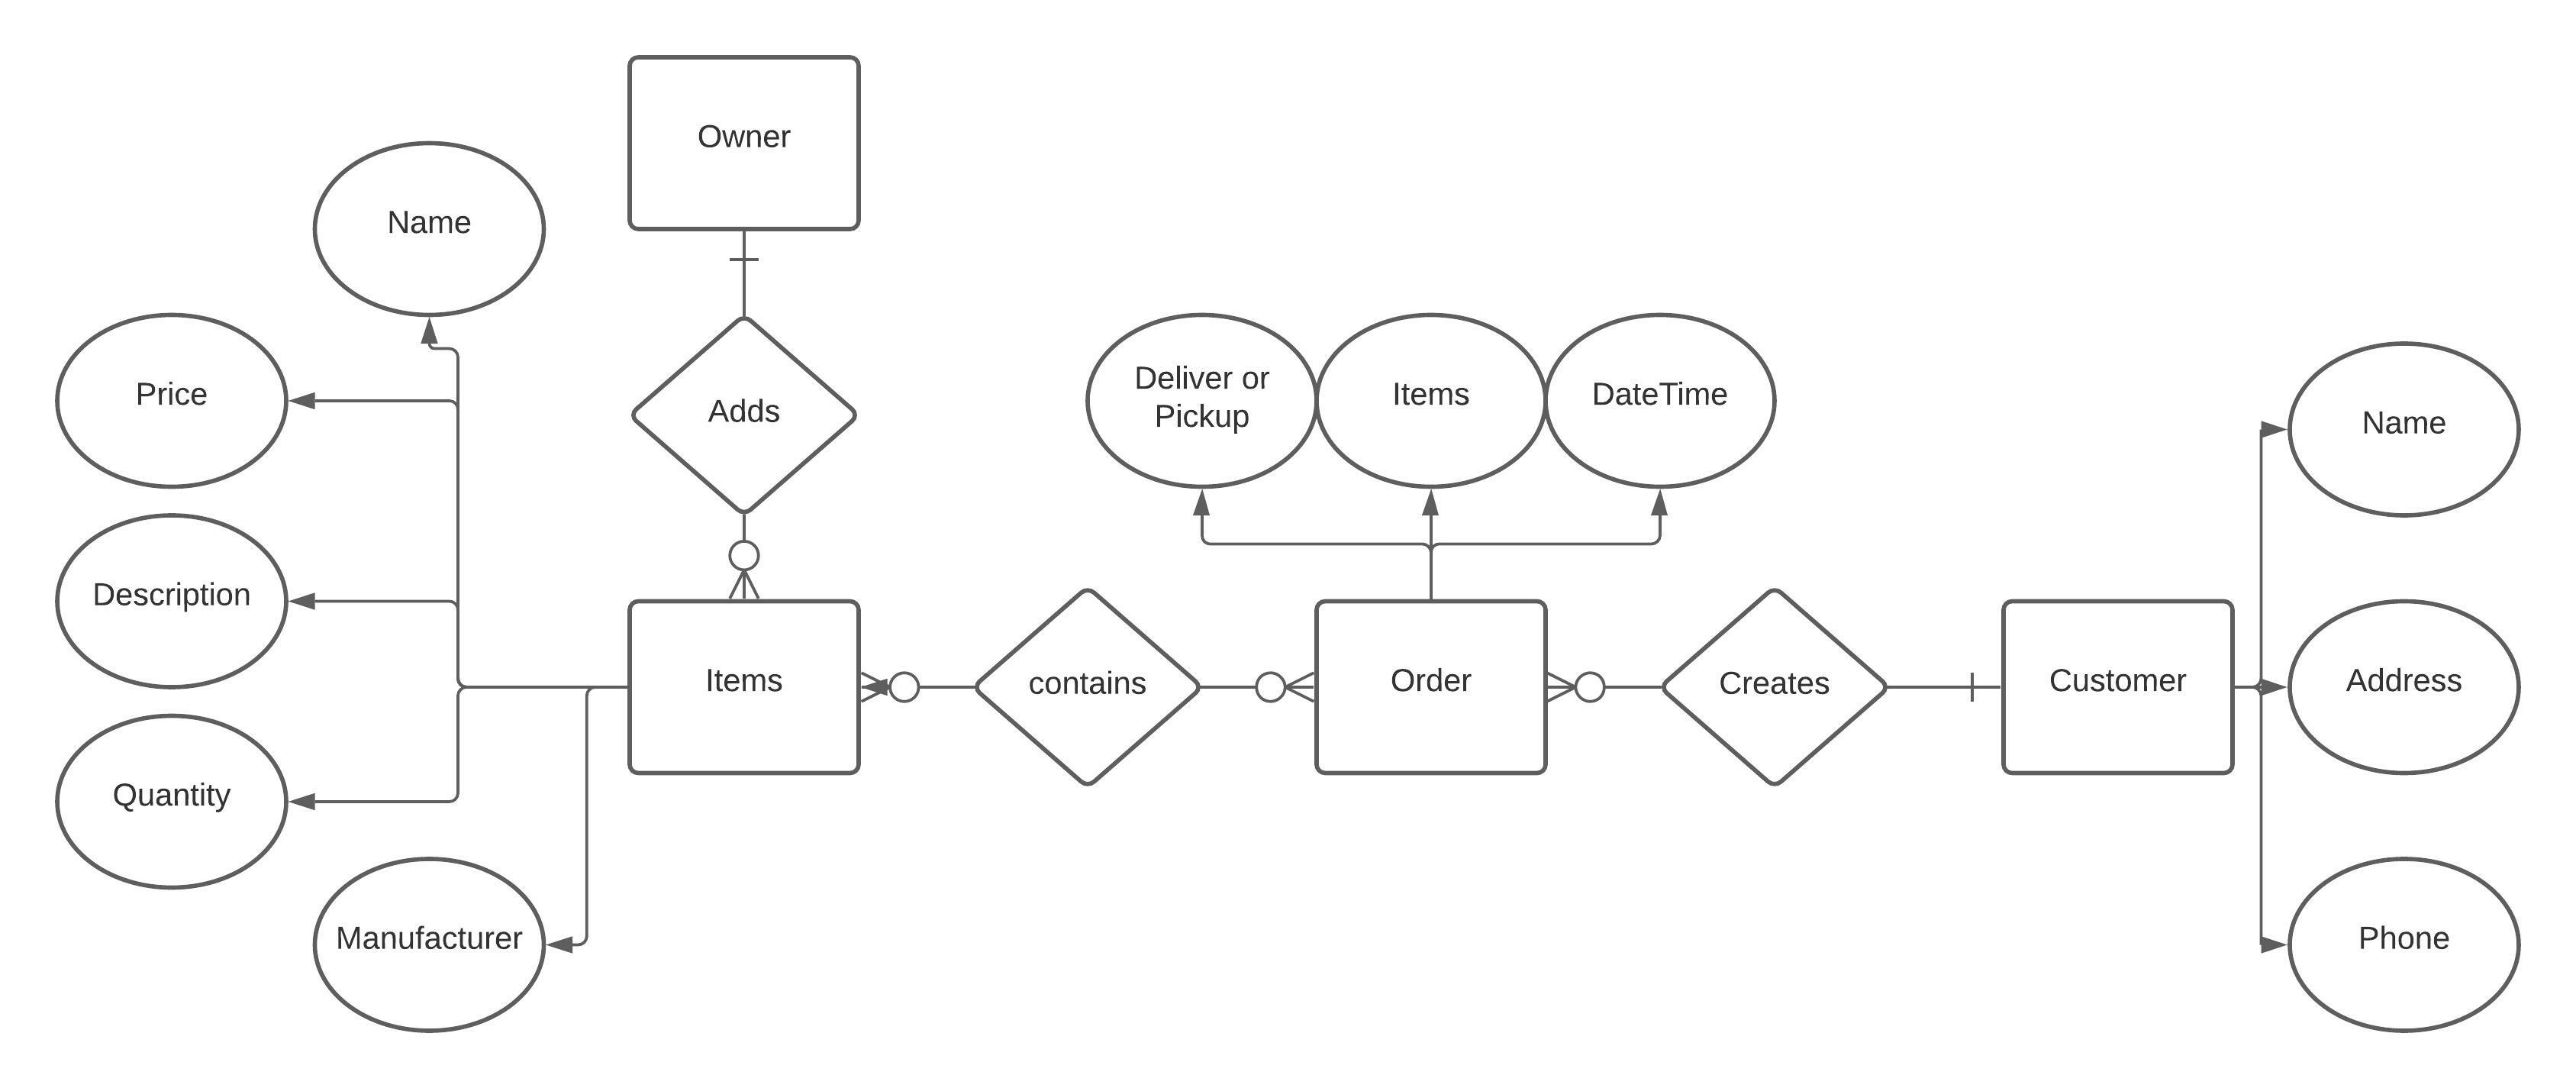 Owner
Name
Price
Adds
Deliver or
Pickup
Items
DateTime
Name
Description
Items
contains
Order
Creates
Customer
Address
Quantity
Manufacturer
Phone